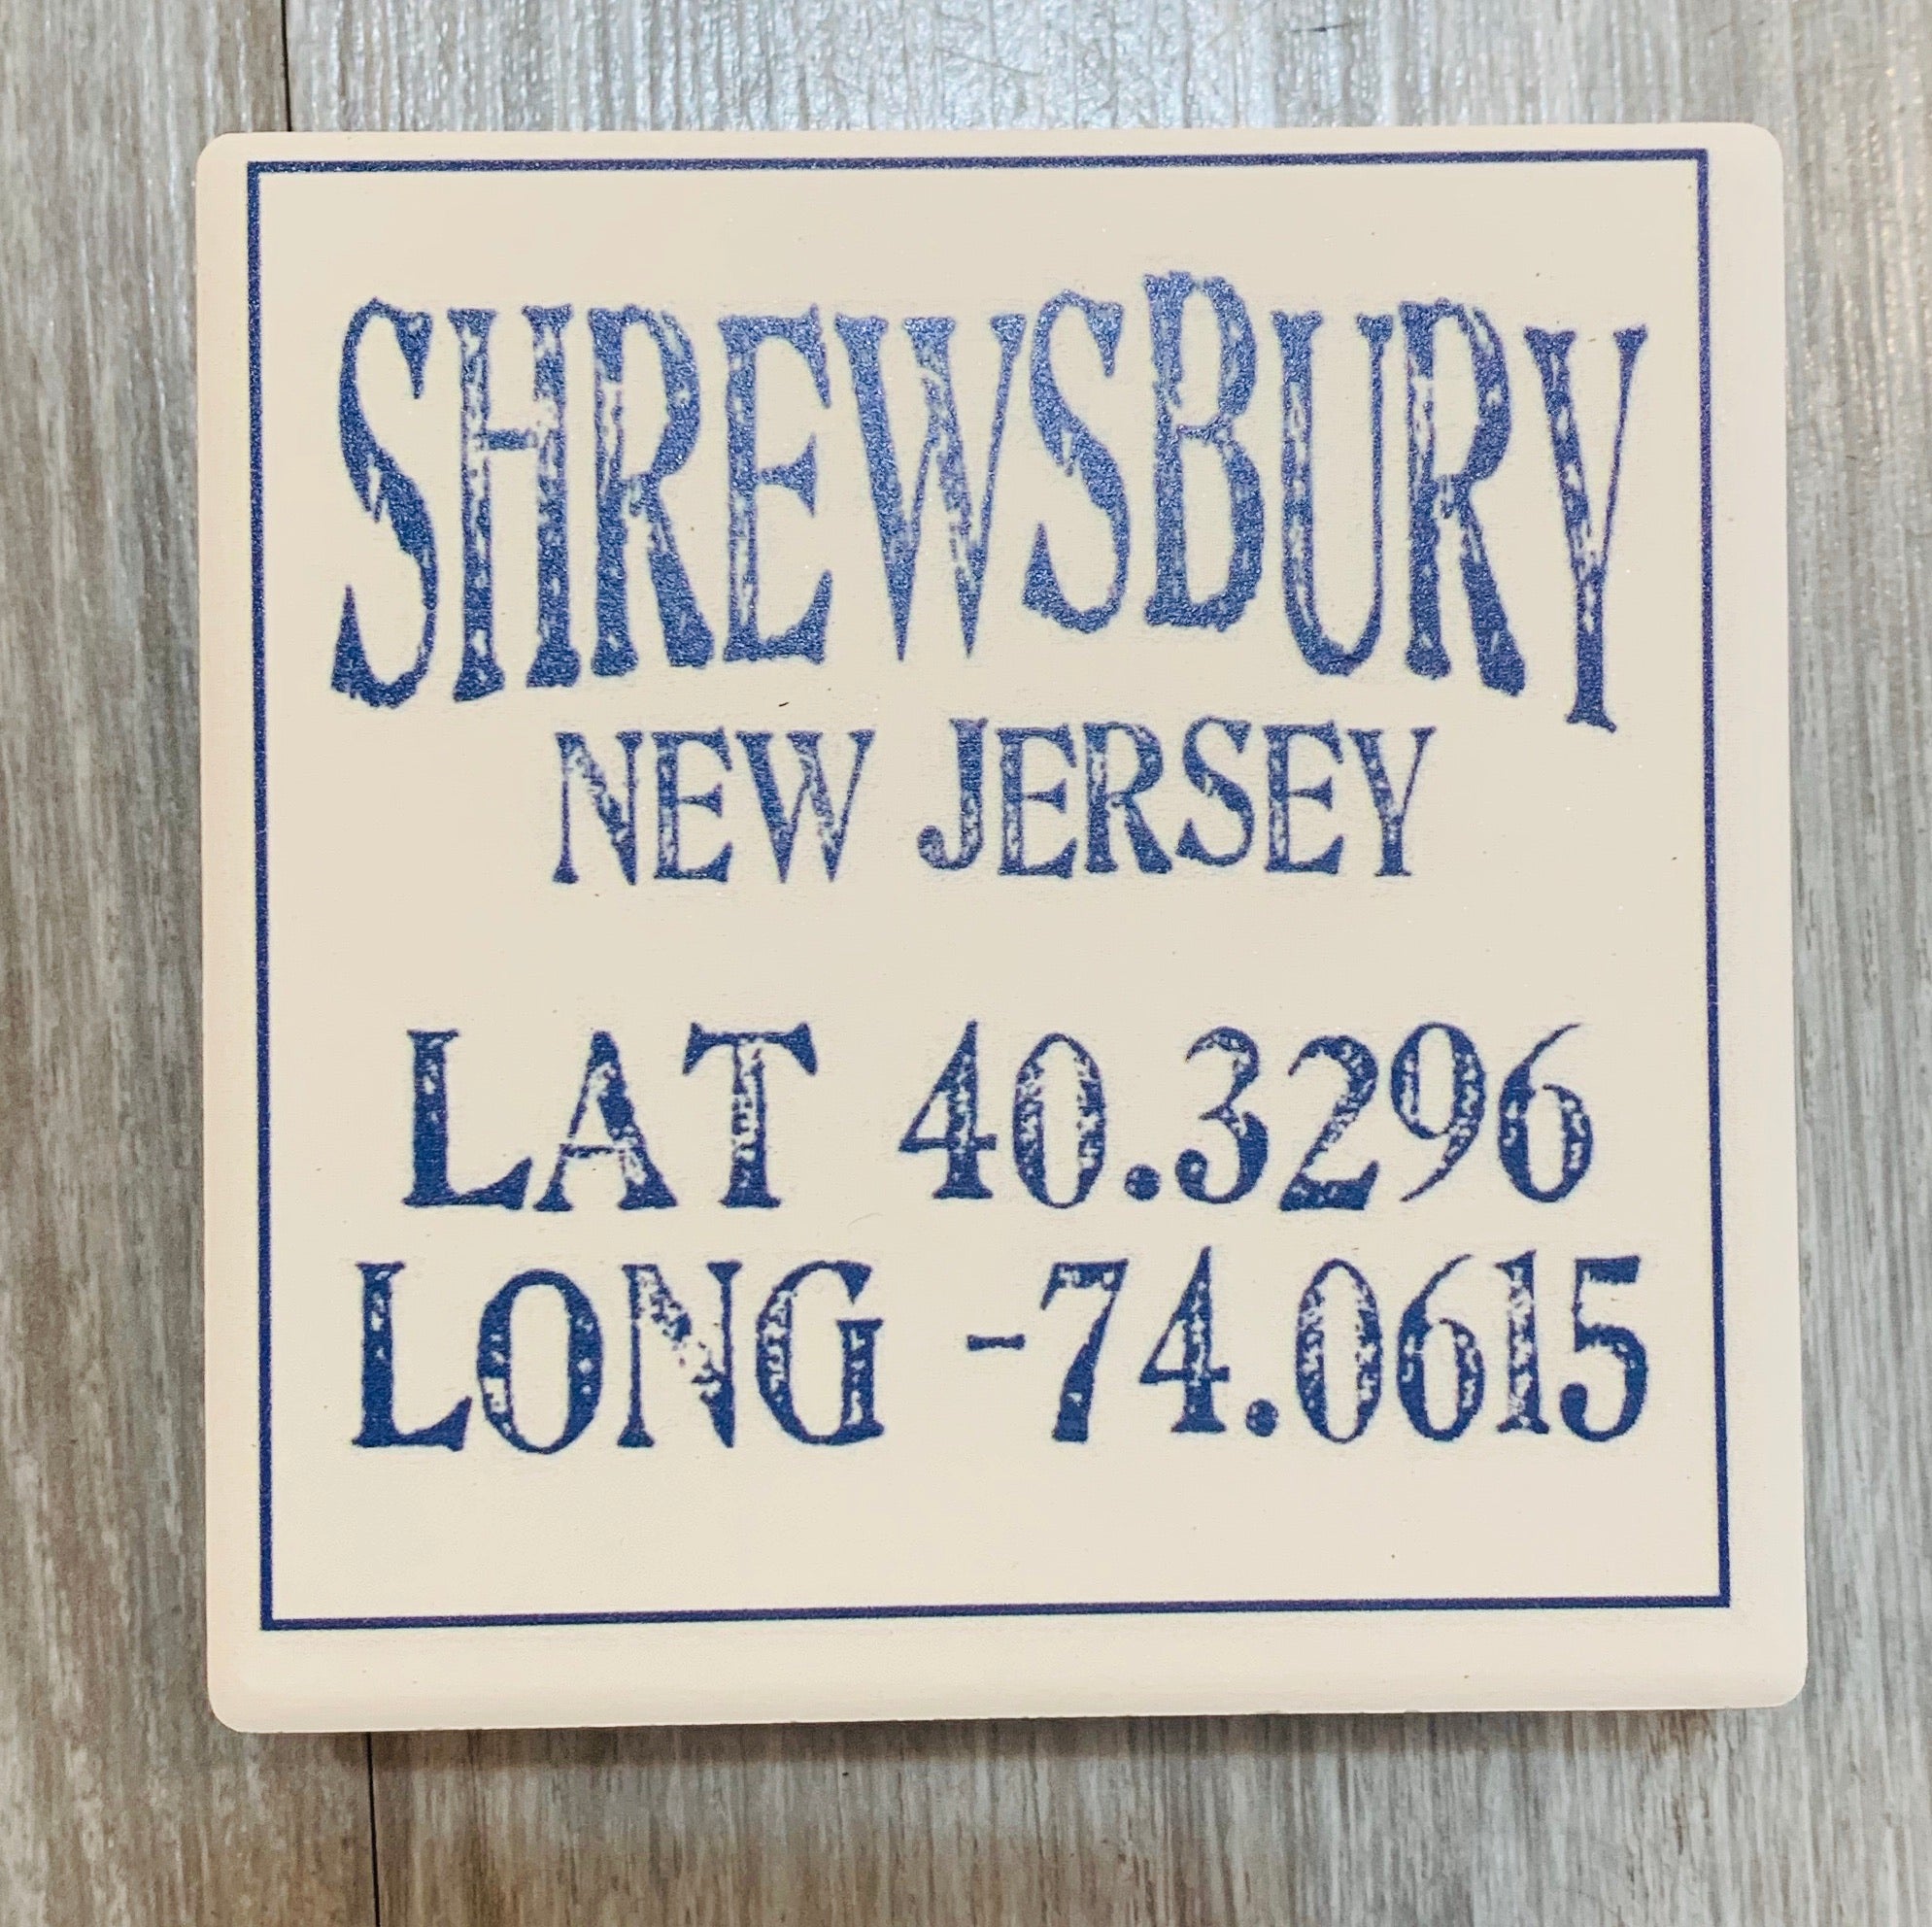 SHREWSBURY
NEW JERSEY
LAT 40.3296
LONG -74.0615